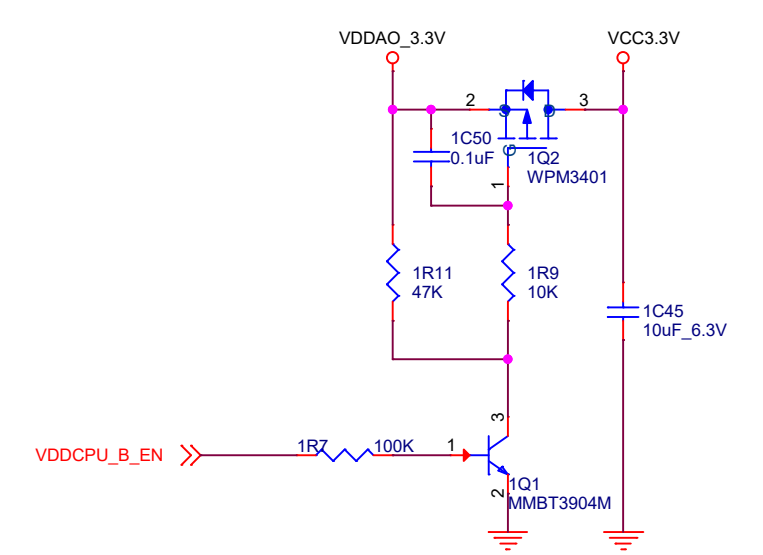 VDDAO_3.3V
VCC3.3V
2
3
S
D
G
1C50
0.1uF
1Q2
WPM3401
1
1R11
47K
1R9
10K
1C45
10uF_6.3V
3
VDDCPU_B_EN
1R7
100K
1
2
1Q1
MMBT3904M